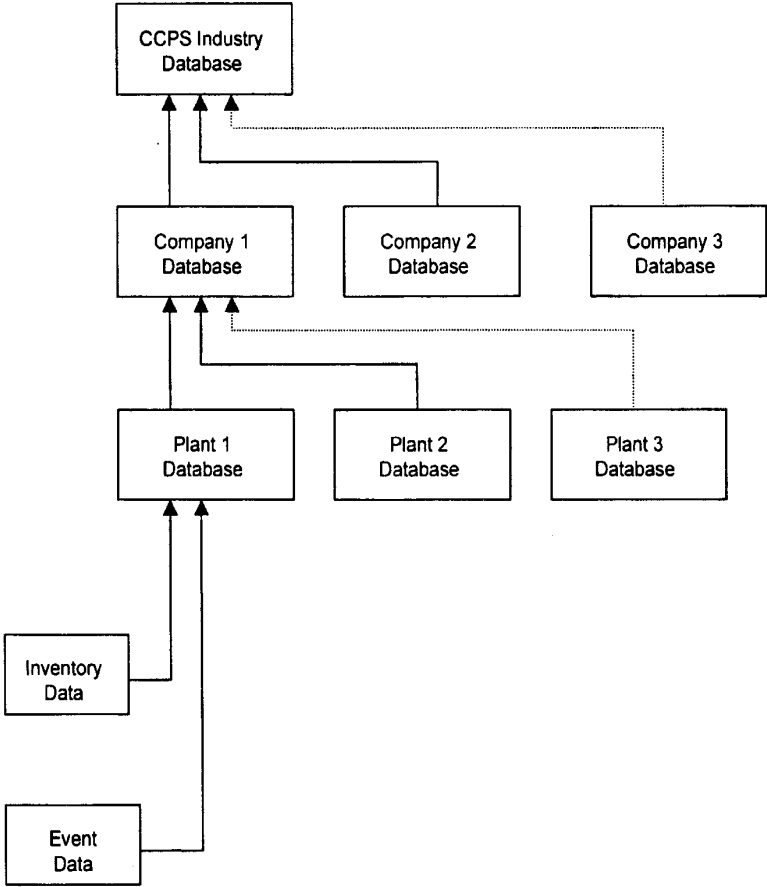 CCPS Industry
Database
Company 1
Database
Company 2
Database
Company 3
Database
Plant 1
Database
Plant 2
Database
Plant 3
Database
Inventory
Data
Event
Data